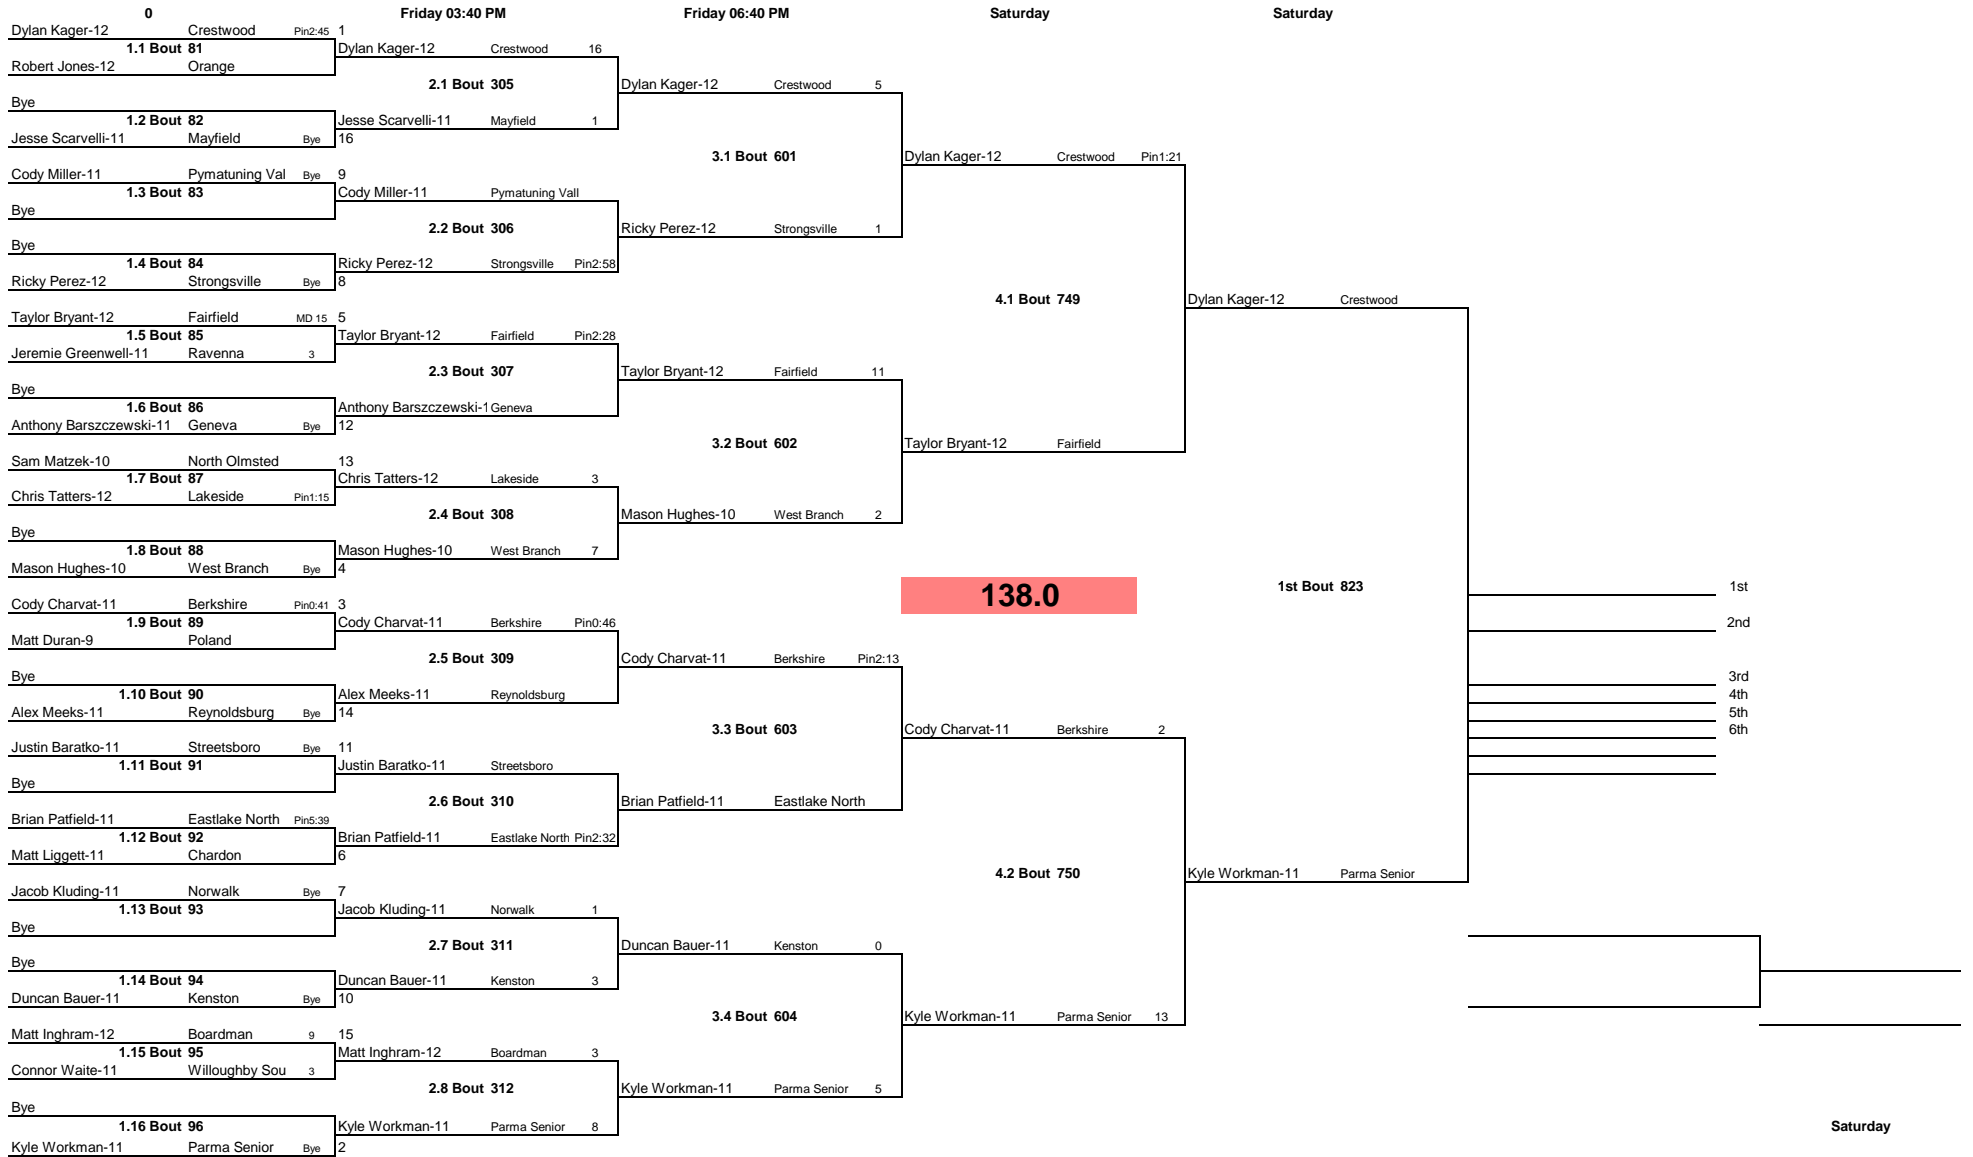 0 Friday 03:40 PM Friday 06:40 PM Saturday Saturday
Dylan Kager-12 Crestwood Pin2:45 1
1.1 Bout 81 Dylan Kager-12 Crestwood 16
Robert Jones-12 Orange
2.1 Bout 305 Dylan Kager-12 Crestwood 5
Bye
1.2 Bout 82 Jesse Scarvelli-11 Mayfield 1
Jesse Scarvelli-11 Mayfield Bye 16
3.1 Bout 601 Dylan Kager-12 Crestwood Pin1:21
Cody Miller-11 Pymatuning Val Bye 9
1.3 Bout 83 Cody Miller-11 Pymatuning Vall
Bye
2.2 Bout 306 Ricky Perez-12 Strongsville 1
Bye
1.4 Bout 84 Ricky Perez-12 Strongsville Pin2:58
Ricky Perez-12 Strongsville Bye 8
4.1 Bout 749 Dylan Kager-12 Crestwood
Taylor Bryant-12 Fairfield MD 15 5
1.5 Bout 85 Taylor Bryant-12 Fairfield Pin2:28
Jeremie Greenwell-11 Ravenna 3
2.3 Bout 307 Taylor Bryant-12 Fairfield 11
Bye
1.6 Bout 86 Anthony Barszczewski-1 Geneva
Anthony Barszczewski-11 Geneva Bye 12
3.2 Bout 602 Taylor Bryant-12 Fairfield
Sam Matzek-10 North Olmsted 13
1.7 Bout 87 Chris Tatters-12 Lakeside 3
Chris Tatters-12 Lakeside Pin1:15
2.4 Bout 308 Mason Hughes-10 West Branch 2
Bye
1.8 Bout 88 Mason Hughes-10 West Branch 7
Mason Hughes-10 West Branch Bye 4
138.0 1st Bout 823 1st
Cody Charvat-11 Berkshire Pin0:41 3
1.9 Bout 89 Cody Charvat-11 Berkshire Pin0:46 2nd
Matt Duran-9 Poland
2.5 Bout 309 Cody Charvat-11 Berkshire Pin2:13
Bye 3rd
1.10 Bout 90 Alex Meeks-11 Reynoldsburg 4th
Alex Meeks-11 Reynoldsburg Bye 14 5th
3.3 Bout 603 Cody Charvat-11 Berkshire 2 6th
Justin Baratko-11 Streetsboro Bye 11
1.11 Bout 91 Justin Baratko-11 Streetsboro
Bye
2.6 Bout 310 Brian Patfield-11 Eastlake North
Brian Patfield-11 Eastlake North Pin5:39
1.12 Bout 92 Brian Patfield-11 Eastlake North Pin2:32
Matt Liggett-11 Chardon 6
4.2 Bout 750 Kyle Workman-11 Parma Senior
Jacob Kluding-11 Norwalk Bye 7
1.13 Bout 93 Jacob Kluding-11 Norwalk 1
Bye
2.7 Bout 311 Duncan Bauer-11 Kenston 0
Bye
1.14 Bout 94 Duncan Bauer-11 Kenston 3
Duncan Bauer-11 Kenston Bye 10
3.4 Bout 604 Kyle Workman-11 Parma Senior 13
Matt Inghram-12 Boardman 9 15
1.15 Bout 95 Matt Inghram-12 Boardman 3
Connor Waite-11 Willoughby Sou 3
2.8 Bout 312 Kyle Workman-11 Parma Senior 5
Bye
1.16 Bout 96 Kyle Workman-11 Parma Senior 8 Saturday
Kyle Workman-11 Parma Senior Bye 2